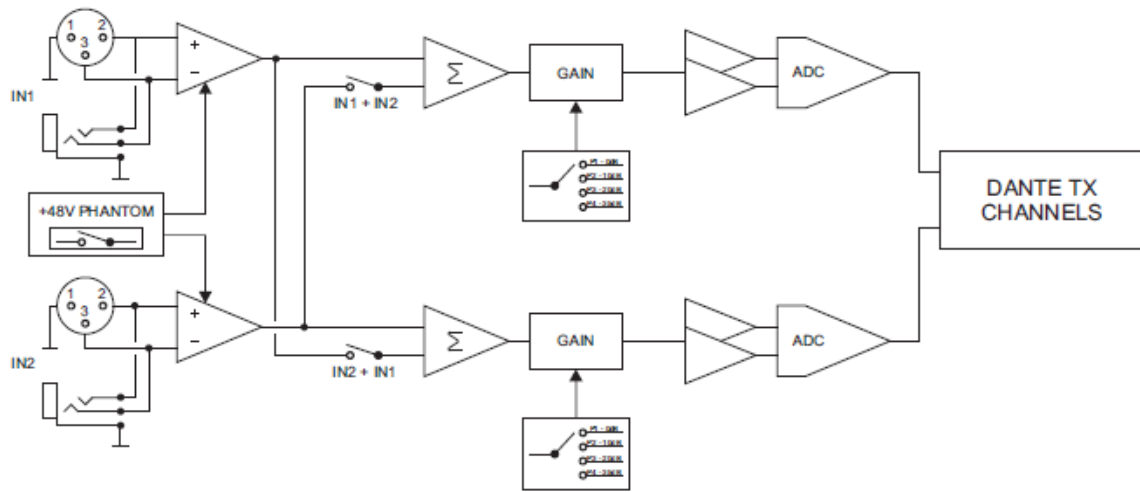 1 2
3
+
−
IN1
Σ
GAIN
ADC
IN1 + IN2
+48V PHANTOM
DANTE TX
CHANNELS
1 2
3
+
−
IN2
Σ
GAIN
ADC
IN2 + IN1